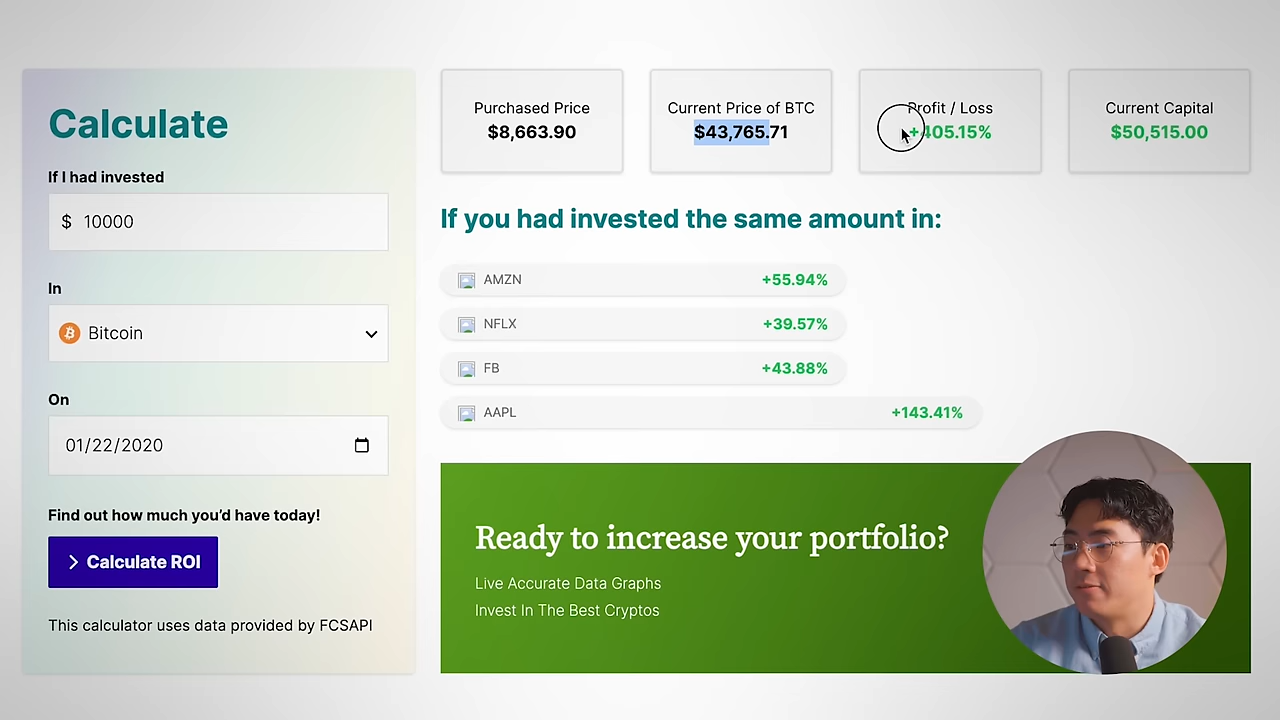 Calculate
If I had invested
$ 10000
In
Bitcoin
On
01/22/2020
Find out how much you’d have today!
Calculate ROI
This calculator uses data provided by FCSAPI
Purchased Price
$8,663.90
Current Price of BTC
$43,765.71
Profit / Loss
+405.15%
Current Capital
$50,515.00
If you had invested the same amount in:
AMZN +55.94%
NFLX +39.57%
FB +43.88%
AAPL +143.41%
Ready to increase your portfolio?
Live Accurate Data Graphs
Invest In The Best Cryptos